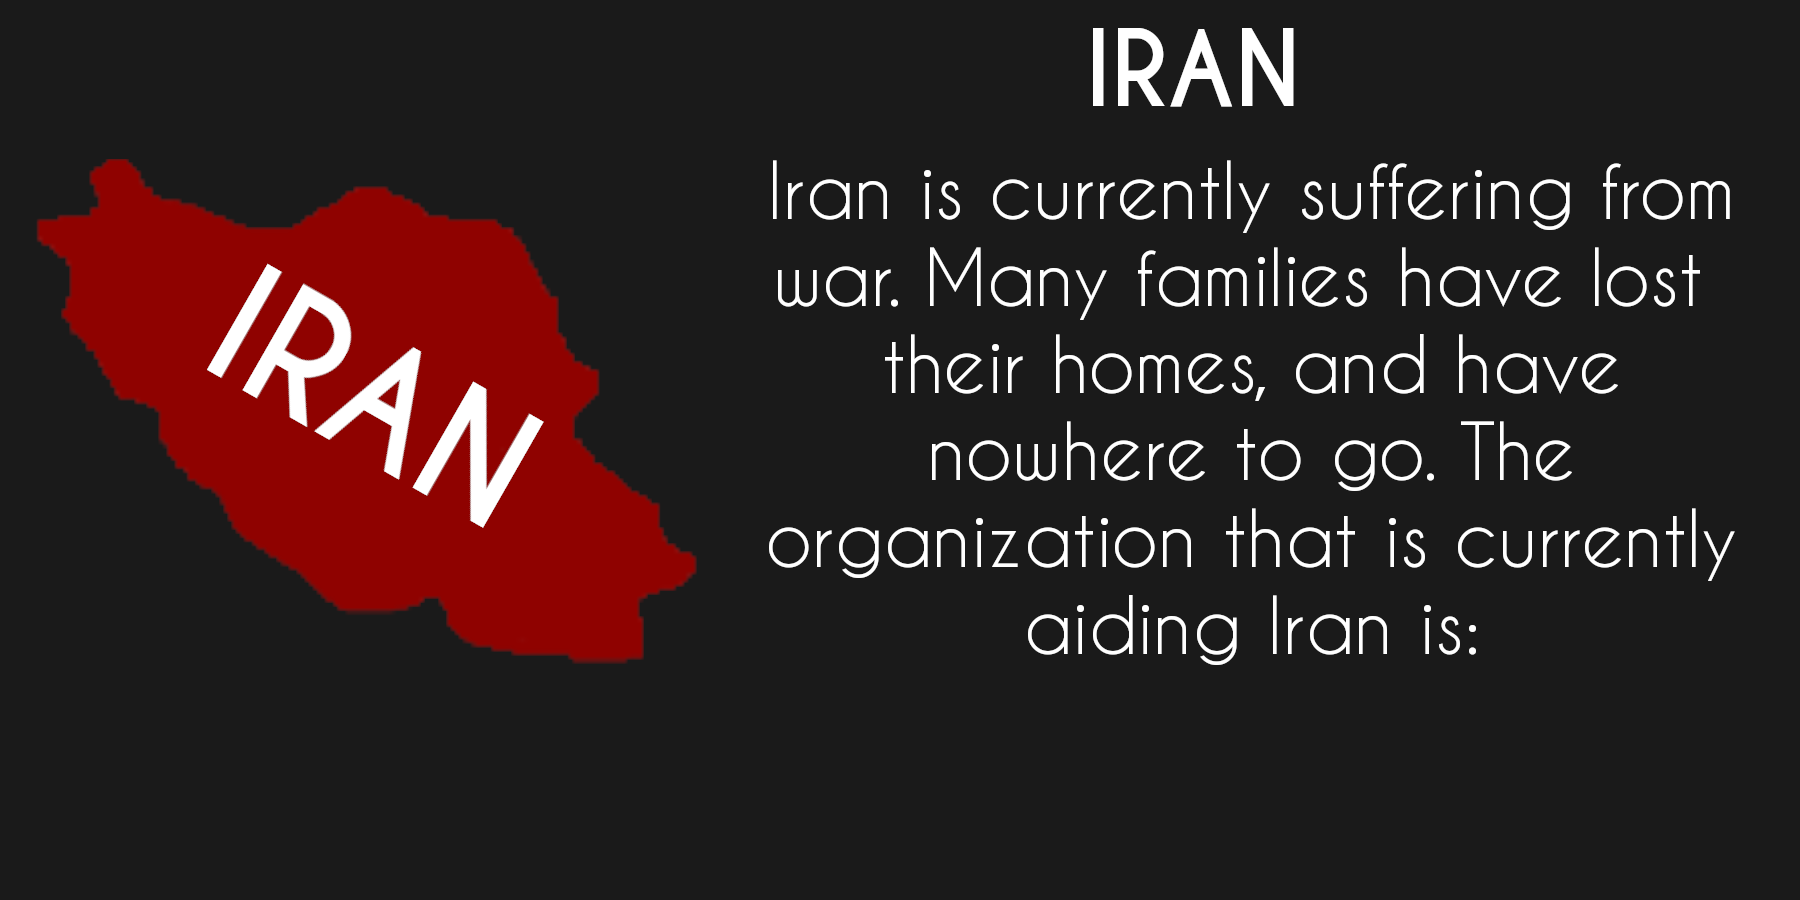 IRAN
IRAN
Iran is currently suffering from
war. Many families have lost
their homes, and have
nowhere to go. The
organization that is currently
aiding Iran is: